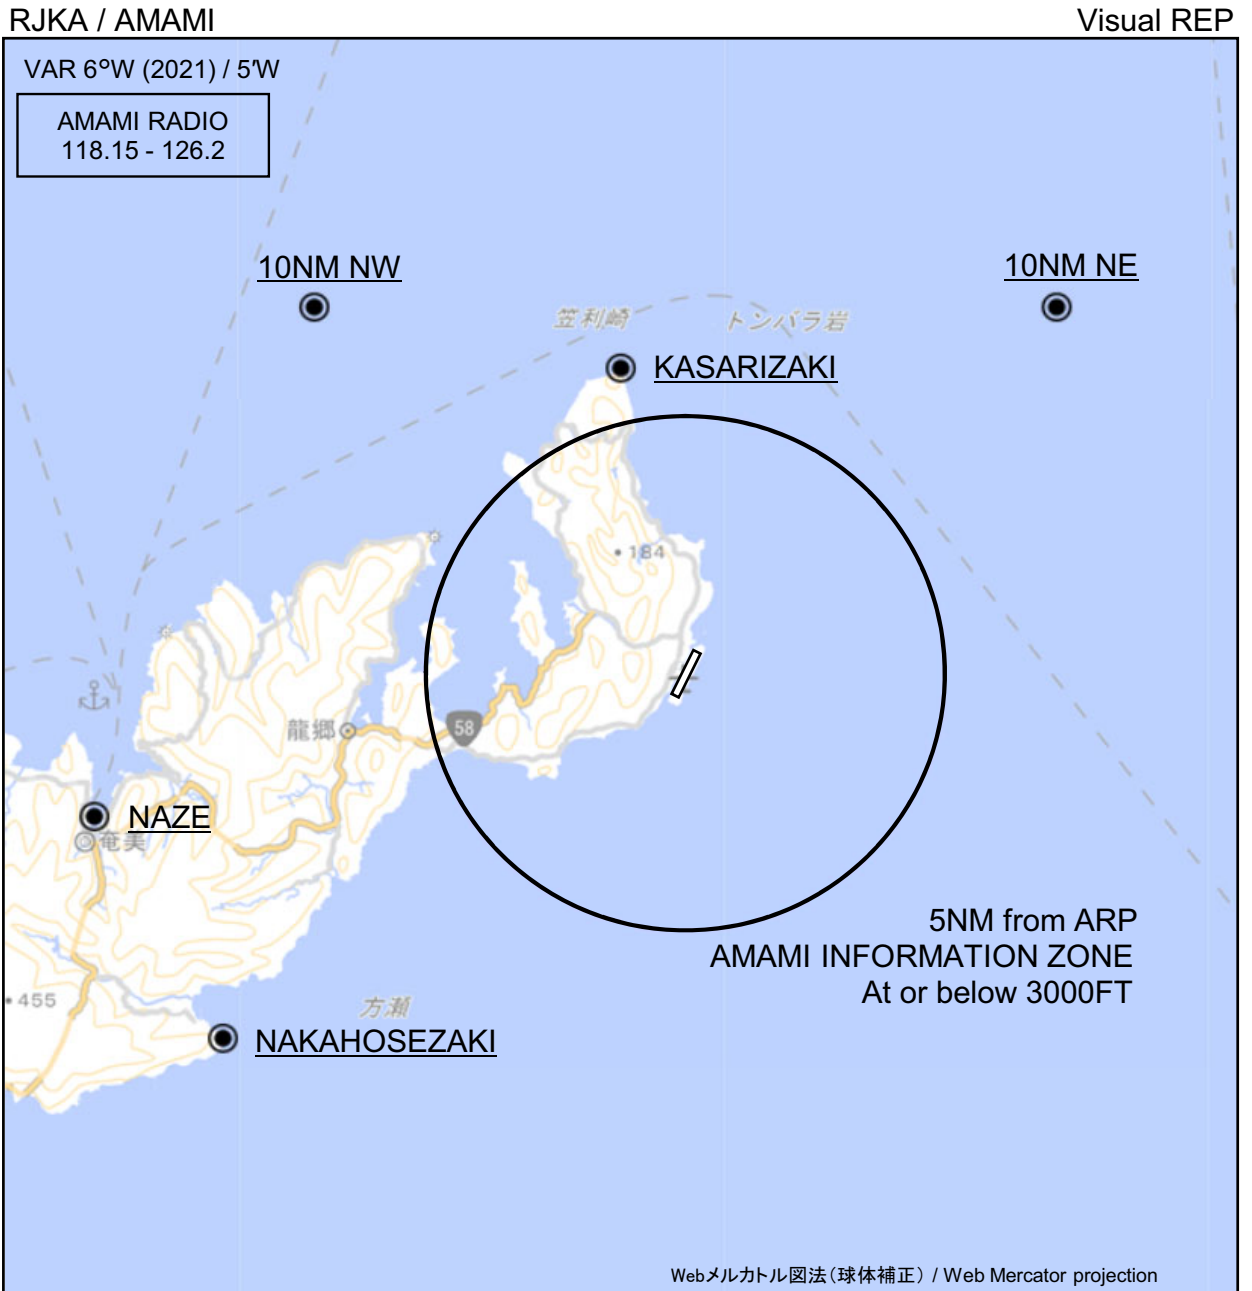 RJKA / AMAMI
Visual REP
VAR 6°W (2021) / 5'W
AMAMI RADIO
118.15 - 126.2
10NM NW
10NM NE
笠利崎
トンバラ岩
KASARIZAKI
184
龍郷
58
NAZE
奄美
5NM from ARP
AMAMI INFORMATION ZONE
At or below 3000FT
455
方瀬
NAKAHOSEZAKI
Webメルカトル図法(球体補正) / Web Mercator projection